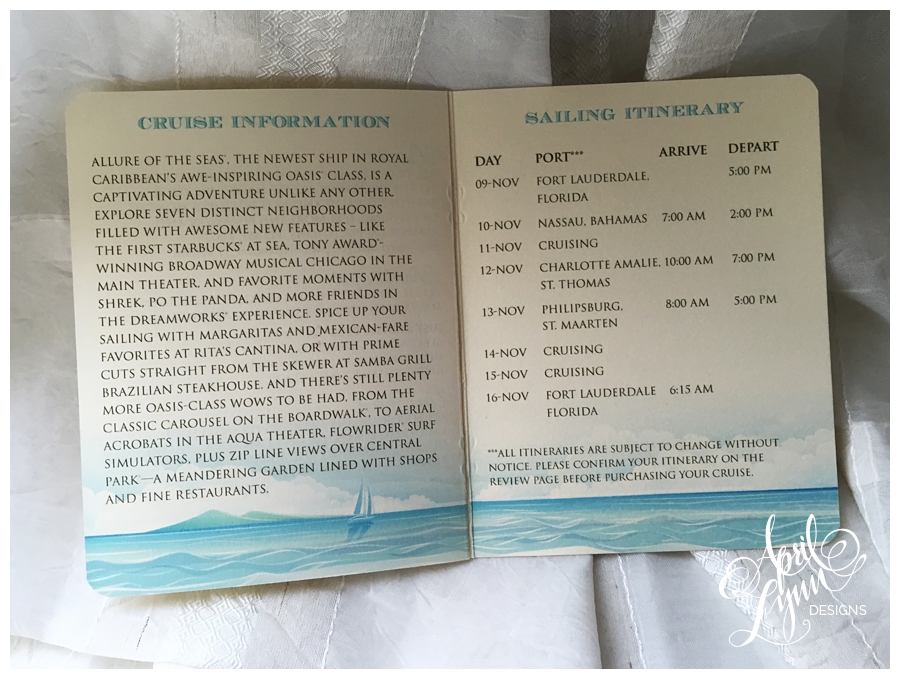 CRUISE INFORMATION
ALLURE OF THE SEAS®, THE NEWEST SHIP IN ROYAL
CARIBBEAN'S AWE-INSPIRING OASIS® CLASS, IS A
CAPTIVATING ADVENTURE UNLIKE ANY OTHER.
EXPLORE SEVEN DISTINCT NEIGHBORHOODS
FILLED WITH AWESOME NEW FEATURES – LIKE
THE FIRST STARBUCKS® AT SEA, TONY AWARD®-
WINNING BROADWAY MUSICAL CHICAGO IN THE
MAIN THEATER, AND FAVORITE MOMENTS WITH
SHREK, PO THE PANDA, AND MORE FRIENDS IN
THE DREAMWORKS® EXPERIENCE. SPICE UP YOUR
SAILING WITH MARGARITAS AND MEXICAN-FARE
FAVORITES AT RITA'S CANTINA, OR WITH PRIME
CUTS STRAIGHT FROM THE SKEWER AT SAMBA GRILL
BRAZILIAN STEAKHOUSE. AND THERE'S STILL PLENTY
MORE OASIS-CLASS WOWS TO BE HAD, FROM THE
CLASSIC CAROUSEL ON THE BOARDWALK®, TO AERIAL
ACROBATS IN THE AQUA THEATER, FLOWRIDER® SURF
SIMULATORS, PLUS ZIP LINE VIEWS OVER CENTRAL
PARK®—A MEANDERING GARDEN LINED WITH SHOPS
AND FINE RESTAURANTS.
SAILING ITINERARY
DAY PORT*** ARRIVE DEPART
09-NOV FORT LAUDERDALE, 5:00 PM
FLORIDA
10-NOV NASSAU, BAHAMAS 7:00 AM 2:00 PM
11-NOV CRUISING
12-NOV CHARLOTTE AMALIE, 10:00 AM 7:00 PM
ST. THOMAS
13-NOV PHILIPSBURG, 8:00 AM 5:00 PM
ST. MAARTEN
14-NOV CRUISING
15-NOV CRUISING
16-NOV FORT LAUDERDALE 6:15 AM
FLORIDA
***ALL ITINERARIES ARE SUBJECT TO CHANGE WITHOUT
NOTICE. PLEASE CONFIRM YOUR ITINERARY ON THE
REVIEW PAGE BEFORE PURCHASING YOUR CRUISE.
April
Lynn
DESIGNS